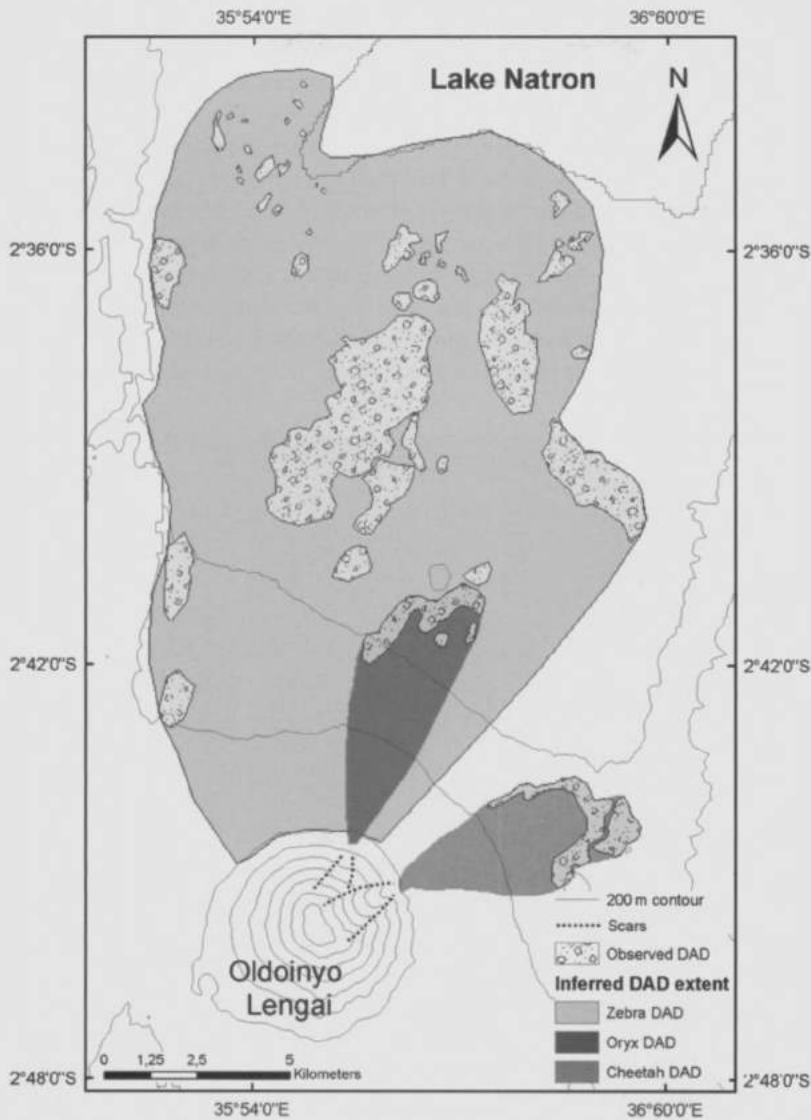 35°54'0"E 36°60'0"E
Lake Natron
N
2°36'0"S 2°36'0"S
2°42'0"S 2°42'0"S
200 m contour
Scars
Observed DAD
Oldoinyo
Lengai
Inferred DAD extent
Zebra DAD
Oryx DAD
Cheetah DAD
0 1,25 2,5 5
Kilometers
2°48'0"S 2°48'0"S
35°54'0"E 36°60'0"E